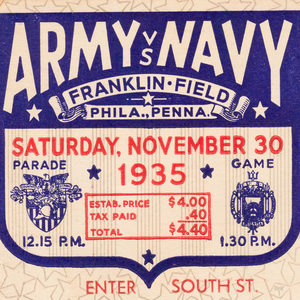 ARMY VS NAVY
FRANKLIN·FIELD
PHILA., PENNA.
SATURDAY, NOVEMBER 30
PARADE 1935 GAME
ESTAB. PRICE $4.00
TAX PAID .40
TOTAL $4.40
12.15 P.M. 1.30 P.M.
ENTER SOUTH ST.